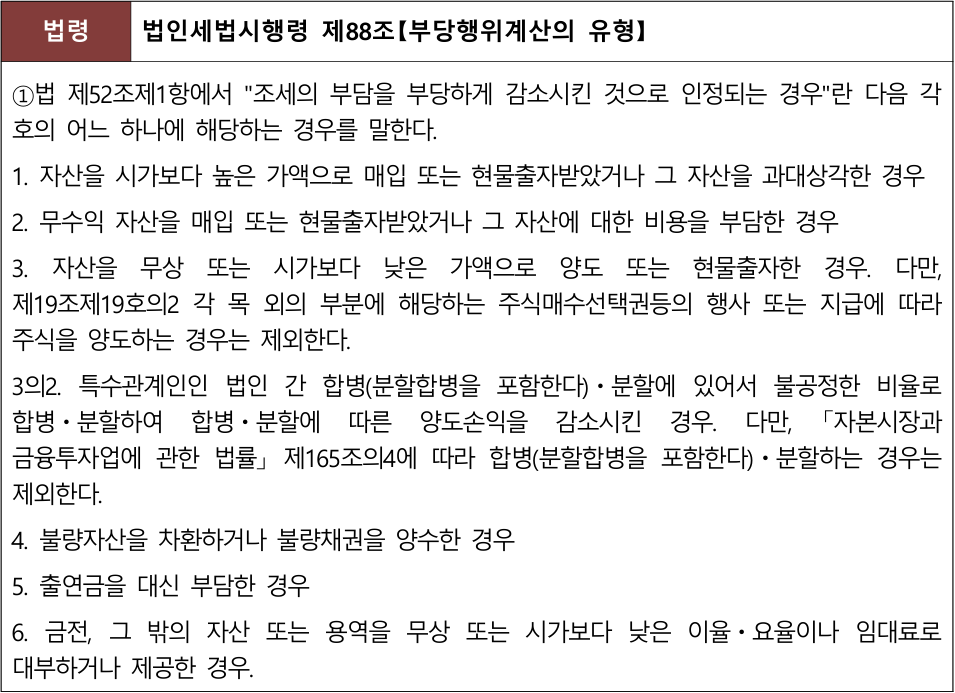 법령
법인세법시행령 제88조【부당행위계산의 유형】
①법 제52조제1항에서 "조세의 부담을 부당하게 감소시킨 것으로 인정되는 경우"란 다음 각
호의 어느 하나에 해당하는 경우를 말한다.
1. 자산을 시가보다 높은 가액으로 매입 또는 현물출자받았거나 그 자산을 과대상각한 경우
2. 무수익 자산을 매입 또는 현물출자받았거나 그 자산에 대한 비용을 부담한 경우
3. 자산을 무상 또는 시가보다 낮은 가액으로 양도 또는 현물출자한 경우. 다만,
제19조제19호의2 각 목 외의 부분에 해당하는 주식매수선택권등의 행사 또는 지급에 따라
주식을 양도하는 경우는 제외한다.
3의2. 특수관계인인 법인 간 합병(분할합병을 포함한다)・분할에 있어서 불공정한 비율로
합병・분할하여 합병・분할에 따른 양도손익을 감소시킨 경우. 다만, 「자본시장과
금융투자업에 관한 법률」 제165조의4에 따라 합병(분할합병을 포함한다)・분할하는 경우는
제외한다.
4. 불량자산을 차환하거나 불량채권을 양수한 경우
5. 출연금을 대신 부담한 경우
6. 금전, 그 밖의 자산 또는 용역을 무상 또는 시가보다 낮은 이율・요율이나 임대료로
대부하거나 제공한 경우.